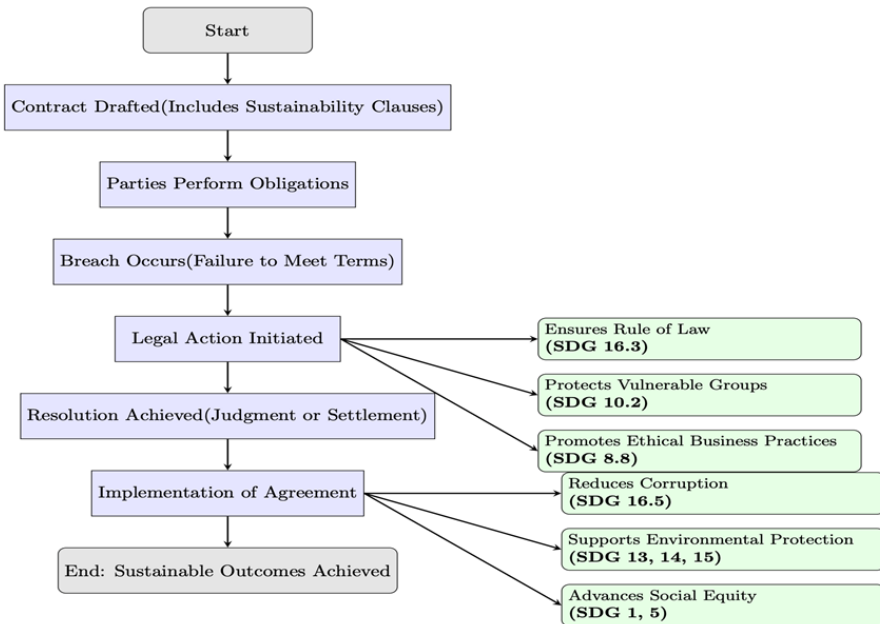 Start
Contract Drafted(Includes Sustainability Clauses)
Parties Perform Obligations
Breach Occurs(Failure to Meet Terms)
Legal Action Initiated
Ensures Rule of Law
(SDG 16.3)
Protects Vulnerable Groups
(SDG 10.2)
Resolution Achieved(Judgment or Settlement)
Promotes Ethical Business Practices
(SDG 8.8)
Implementation of Agreement
Reduces Corruption
(SDG 16.5)
Supports Environmental Protection
(SDG 13, 14, 15)
End: Sustainable Outcomes Achieved
Advances Social Equity
(SDG 1, 5)